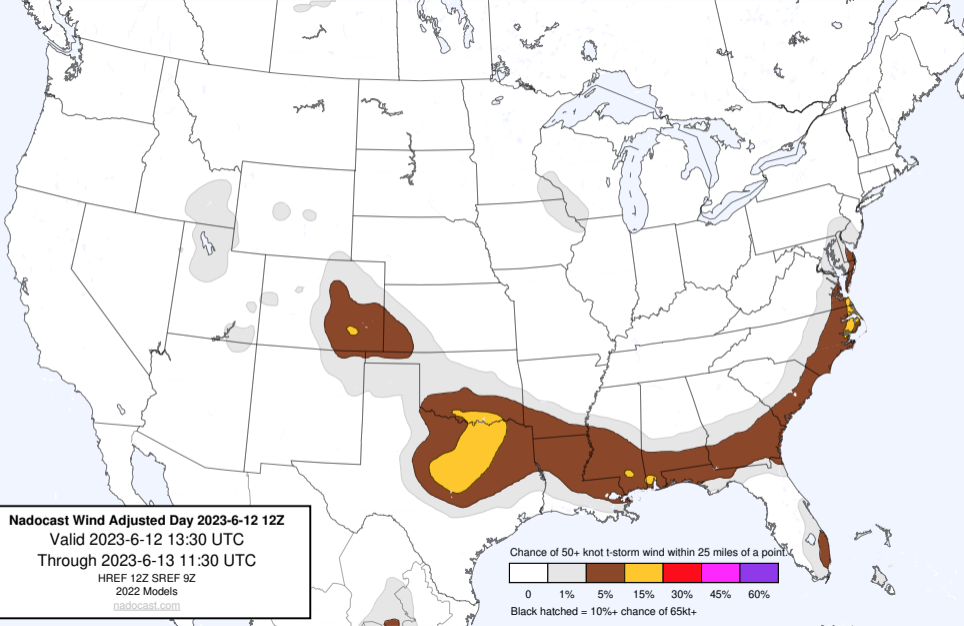 Nadocast Wind Adjusted Day 2023-6-12 12Z
Valid 2023-6-12 13:30 UTC
Through 2023-6-13 11:30 UTC
HREF 12Z SREF 9Z
2022 Models
nadocast.com
Chance of 50+ knot t-storm wind within 25 miles of a point.
0 1% 5% 15% 30% 45% 60%
Black hatched = 10%+ chance of 65kt+